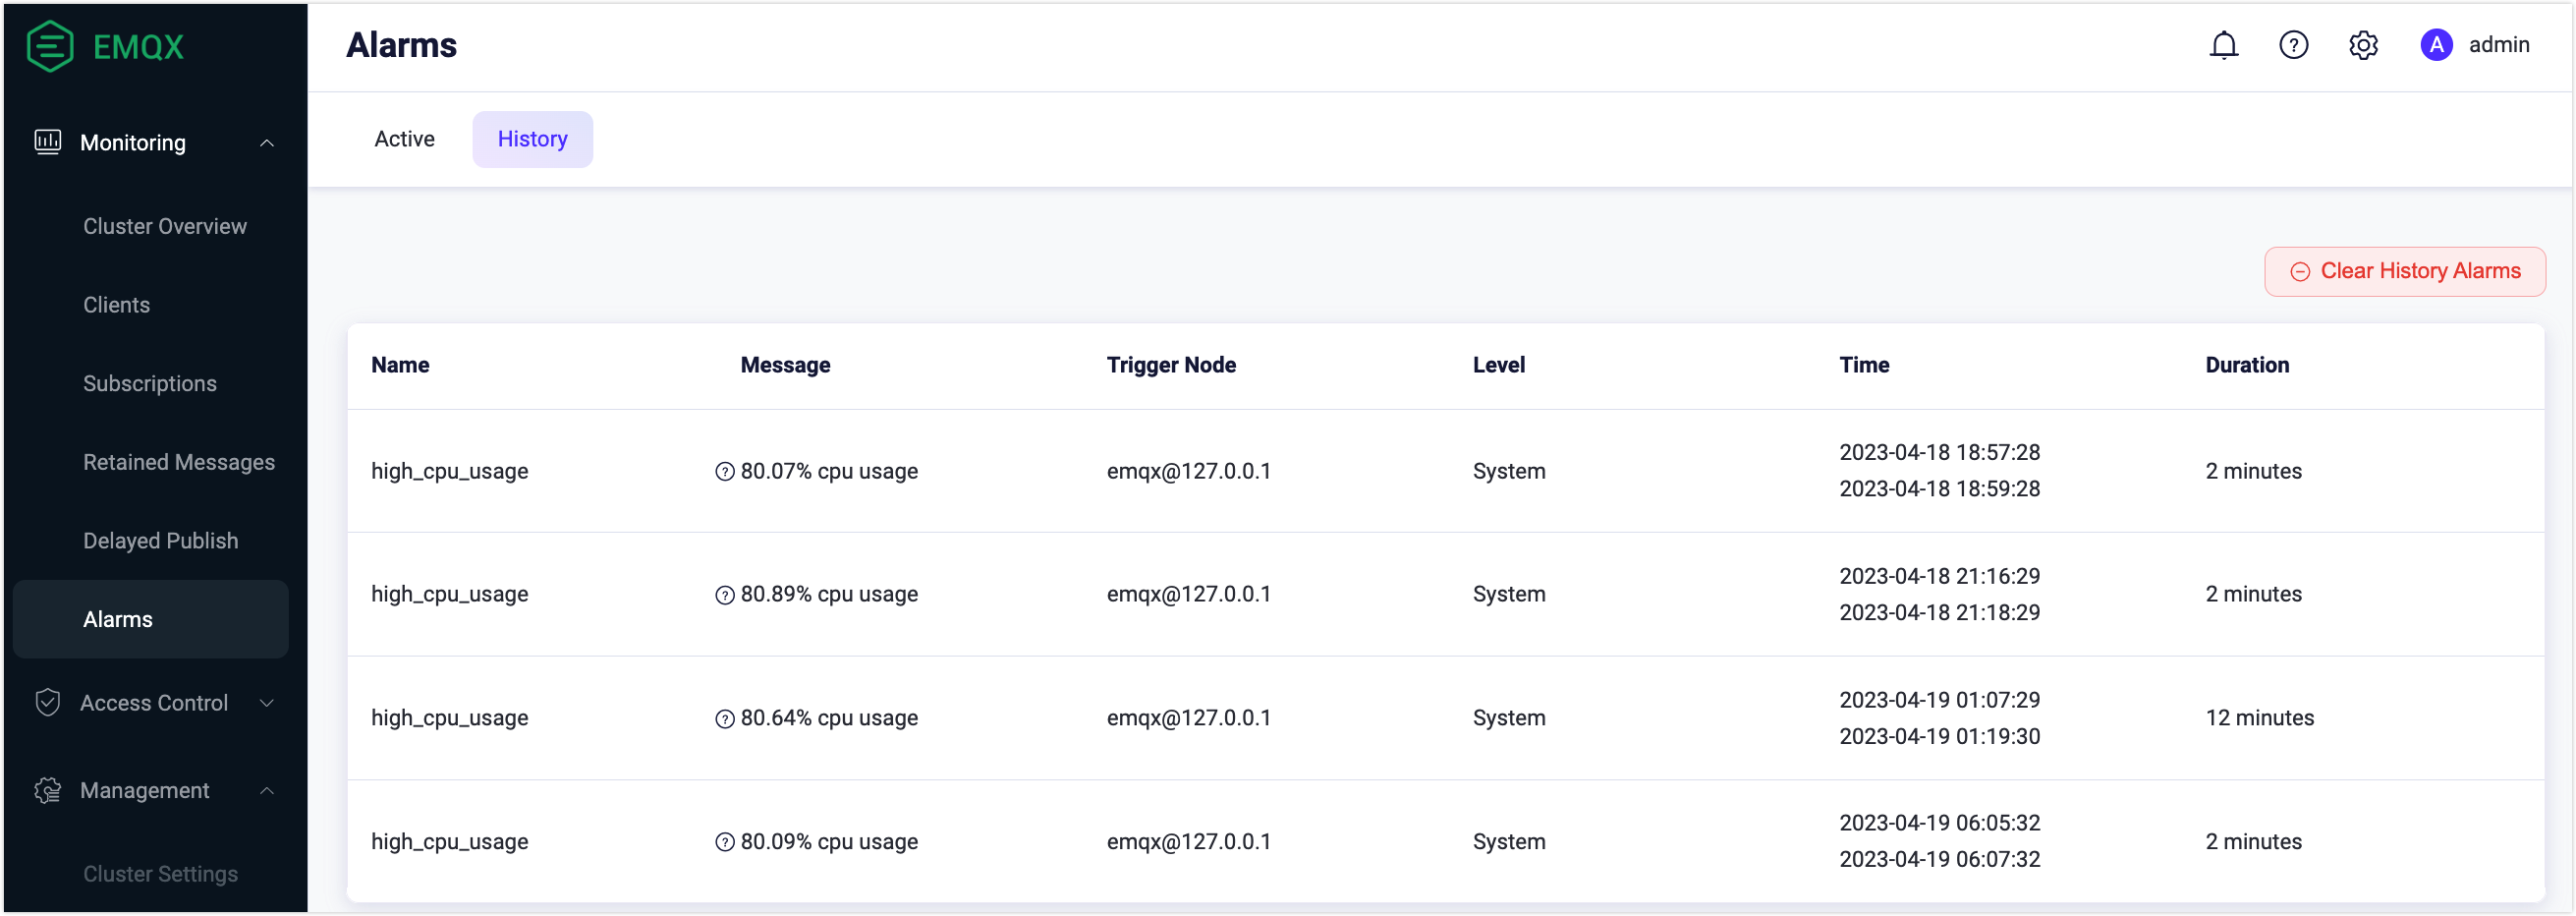 EMQX
Monitoring
Cluster Overview
Clients
Subscriptions
Retained Messages
Delayed Publish
Alarms
Access Control
Management
Cluster Settings
Alarms
A admin
Active History
Clear History Alarms
Name Message Trigger Node Level Time Duration
high_cpu_usage 80.07% cpu usage emqx@127.0.0.1 System 2023-04-18 18:57:28 2 minutes
2023-04-18 18:59:28
high_cpu_usage 80.89% cpu usage emqx@127.0.0.1 System 2023-04-18 21:16:29 2 minutes
2023-04-18 21:18:29
high_cpu_usage 80.64% cpu usage emqx@127.0.0.1 System 2023-04-19 01:07:29 12 minutes
2023-04-19 01:19:30
high_cpu_usage 80.09% cpu usage emqx@127.0.0.1 System 2023-04-19 06:05:32 2 minutes
2023-04-19 06:07:32